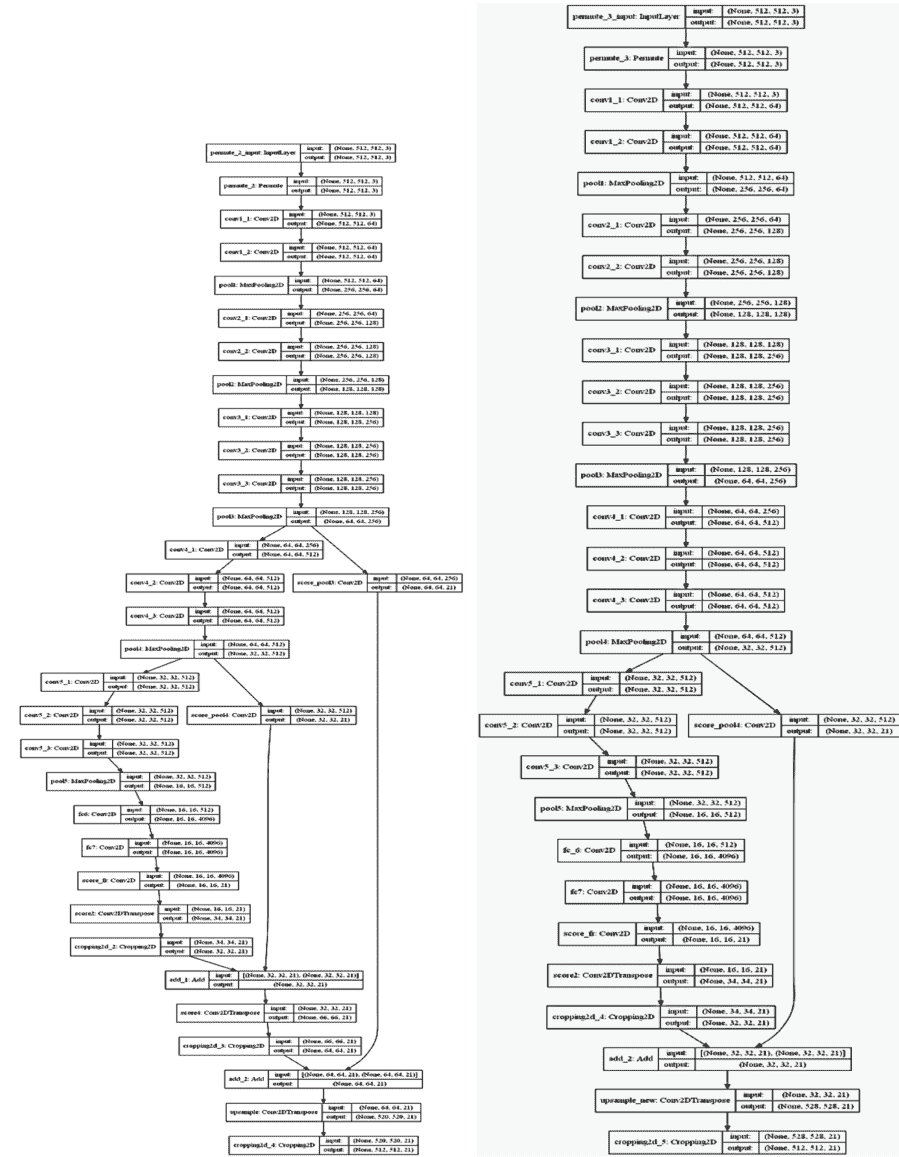 permute_2_input: InputLayer
input: (None, 512, 512, 3)
output: (None, 512, 512, 3)
permute_2: Permute
input: (None, 512, 512, 3)
output: (None, 512, 512, 3)
conv1_1: Conv2D
input: (None, 512, 512, 3)
output: (None, 512, 512, 64)
conv1_2: Conv2D
input: (None, 512, 512, 64)
output: (None, 512, 512, 64)
pool1: MaxPooling2D
input: (None, 512, 512, 64)
output: (None, 256, 256, 64)
conv2_1: Conv2D
input: (None, 256, 256, 64)
output: (None, 256, 256, 128)
conv2_2: Conv2D
input: (None, 256, 256, 128)
output: (None, 256, 256, 128)
pool2: MaxPooling2D
input: (None, 256, 256, 128)
output: (None, 128, 128, 128)
conv3_1: Conv2D
input: (None, 128, 128, 128)
output: (None, 128, 128, 256)
conv3_2: Conv2D
input: (None, 128, 128, 256)
output: (None, 128, 128, 256)
conv3_3: Conv2D
input: (None, 128, 128, 256)
output: (None, 128, 128, 256)
pool3: MaxPooling2D
input: (None, 128, 128, 256)
output: (None, 64, 64, 256)
conv4_1: Conv2D
input: (None, 64, 64, 256)
output: (None, 64, 64, 512)
conv4_2: Conv2D
input: (None, 64, 64, 512)
output: (None, 64, 64, 512)
score_pool3: Conv2D
input: (None, 64, 64, 256)
output: (None, 64, 64, 21)
conv4_3: Conv2D
input: (None, 64, 64, 512)
output: (None, 64, 64, 512)
pool4: MaxPooling2D
input: (None, 64, 64, 512)
output: (None, 32, 32, 512)
conv5_1: Conv2D
input: (None, 32, 32, 512)
output: (None, 32, 32, 512)
conv5_2: Conv2D
input: (None, 32, 32, 512)
output: (None, 32, 32, 512)
score_pool4: Conv2D
input: (None, 32, 32, 512)
output: (None, 32, 32, 21)
conv5_3: Conv2D
input: (None, 32, 32, 512)
output: (None, 32, 32, 512)
pool5: MaxPooling2D
input: (None, 32, 32, 512)
output: (None, 16, 16, 512)
fc6: Conv2D
input: (None, 16, 16, 512)
output: (None, 16, 16, 4096)
fc7: Conv2D
input: (None, 16, 16, 4096)
output: (None, 16, 16, 4096)
score_fr: Conv2D
input: (None, 16, 16, 4096)
output: (None, 16, 16, 21)
score2: Conv2DTranspose
input: (None, 16, 16, 21)
output: (None, 34, 34, 21)
cropping2d_2: Cropping2D
input: (None, 34, 34, 21)
output: (None, 32, 32, 21)
add_1: Add
input: [(None, 32, 32, 21), (None, 32, 32, 21)]
output: (None, 32, 32, 21)
score4: Conv2DTranspose
input: (None, 32, 32, 21)
output: (None, 66, 66, 21)
cropping2d_3: Cropping2D
input: (None, 66, 66, 21)
output: (None, 64, 64, 21)
add_2: Add
input: [(None, 64, 64, 21), (None, 64, 64, 21)]
output: (None, 64, 64, 21)
upsample: Conv2DTranspose
input: (None, 64, 64, 21)
output: (None, 520, 520, 21)
cropping2d_4: Cropping2D
input: (None, 520, 520, 21)
output: (None, 512, 512, 21)
permute_3_input: InputLayer
input: (None, 512, 512, 3)
output: (None, 512, 512, 3)
permute_3: Permute
input: (None, 512, 512, 3)
output: (None, 512, 512, 3)
conv1_1: Conv2D
input: (None, 512, 512, 3)
output: (None, 512, 512, 64)
conv1_2: Conv2D
input: (None, 512, 512, 64)
output: (None, 512, 512, 64)
pool1: MaxPooling2D
input: (None, 512, 512, 64)
output: (None, 256, 256, 64)
conv2_1: Conv2D
input: (None, 256, 256, 64)
output: (None, 256, 256, 128)
conv2_2: Conv2D
input: (None, 256, 256, 128)
output: (None, 256, 256, 128)
pool2: MaxPooling2D
input: (None, 256, 256, 128)
output: (None, 128, 128, 128)
conv3_1: Conv2D
input: (None, 128, 128, 128)
output: (None, 128, 128, 256)
conv3_2: Conv2D
input: (None, 128, 128, 256)
output: (None, 128, 128, 256)
conv3_3: Conv2D
input: (None, 128, 128, 256)
output: (None, 128, 128, 256)
pool3: MaxPooling2D
input: (None, 128, 128, 256)
output: (None, 64, 64, 256)
conv4_1: Conv2D
input: (None, 64, 64, 256)
output: (None, 64, 64, 512)
conv4_2: Conv2D
input: (None, 64, 64, 512)
output: (None, 64, 64, 512)
conv4_3: Conv2D
input: (None, 64, 64, 512)
output: (None, 64, 64, 512)
pool4: MaxPooling2D
input: (None, 64, 64, 512)
output: (None, 32, 32, 512)
conv5_1: Conv2D
input: (None, 32, 32, 512)
output: (None, 32, 32, 512)
conv5_2: Conv2D
input: (None, 32, 32, 512)
output: (None, 32, 32, 512)
score_pool4: Conv2D
input: (None, 32, 32, 512)
output: (None, 32, 32, 21)
conv5_3: Conv2D
input: (None, 32, 32, 512)
output: (None, 32, 32, 512)
pool5: MaxPooling2D
input: (None, 32, 32, 512)
output: (None, 16, 16, 512)
fc_6: Conv2D
input: (None, 16, 16, 512)
output: (None, 16, 16, 4096)
fc7: Conv2D
input: (None, 16, 16, 4096)
output: (None, 16, 16, 4096)
score_fr: Conv2D
input: (None, 16, 16, 4096)
output: (None, 16, 16, 21)
score2: Conv2DTranspose
input: (None, 16, 16, 21)
output: (None, 34, 34, 21)
cropping2d_4: Cropping2D
input: (None, 34, 34, 21)
output: (None, 32, 32, 21)
add_2: Add
input: [(None, 32, 32, 21), (None, 32, 32, 21)]
output: (None, 32, 32, 21)
upsample_new: Conv2DTranspose
input: (None, 32, 32, 21)
output: (None, 528, 528, 21)
cropping2d_5: Cropping2D
input: (None, 528, 528, 21)
output: (None, 512, 512, 21)